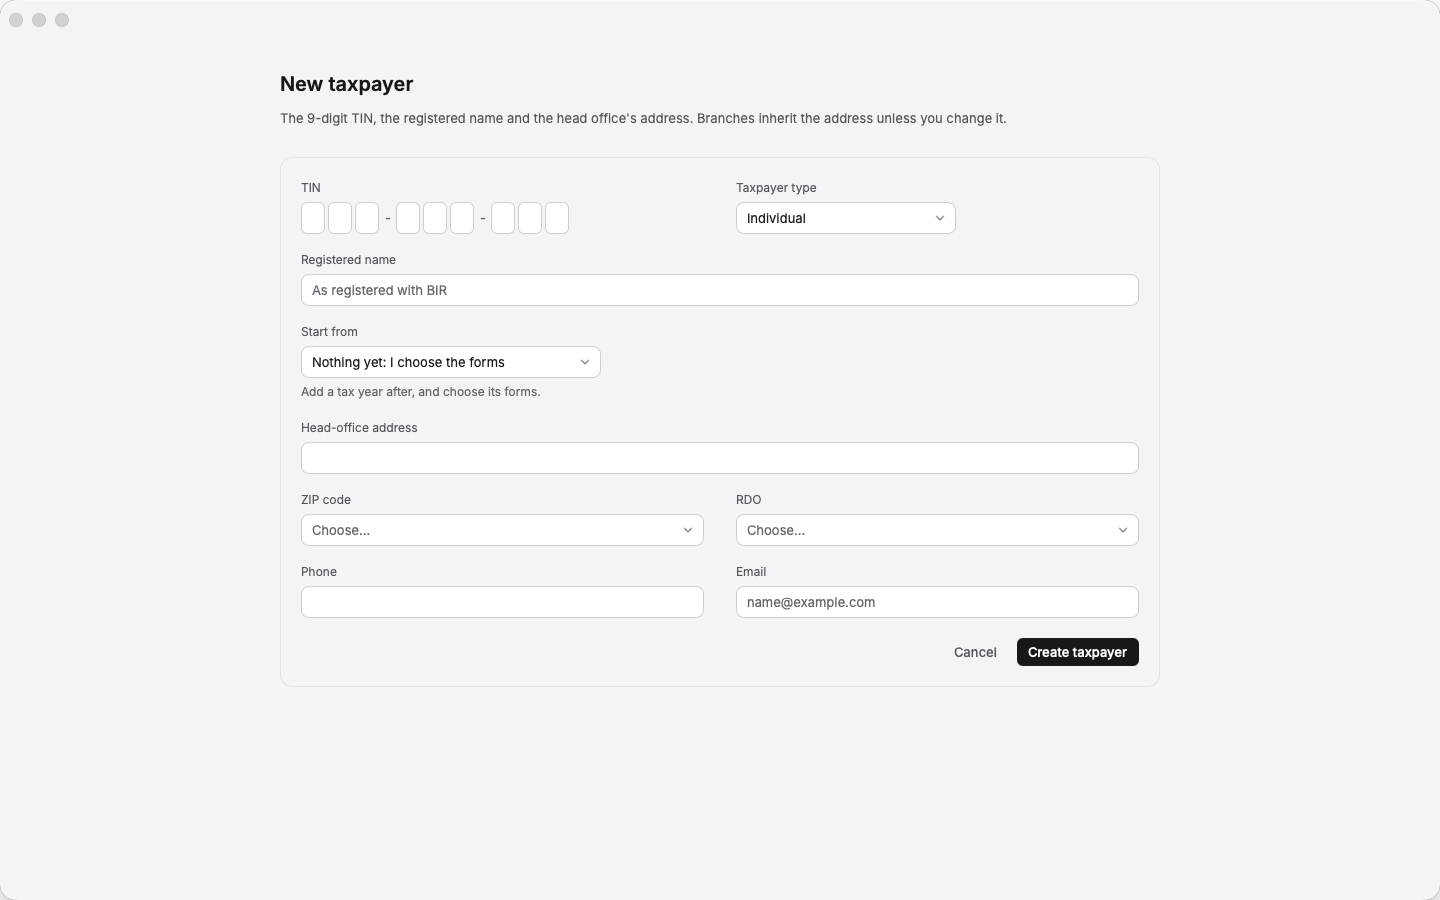 New taxpayer
The 9-digit TIN, the registered name and the head office's address. Branches inherit the address unless you change it.
TIN
Taxpayer type
- -
Individual
Registered name
As registered with BIR
Start from
Nothing yet: I choose the forms
Add a tax year after, and choose its forms.
Head-office address
ZIP code
RDO
Choose...
Choose...
Phone
Email
name@example.com
Cancel
Create taxpayer